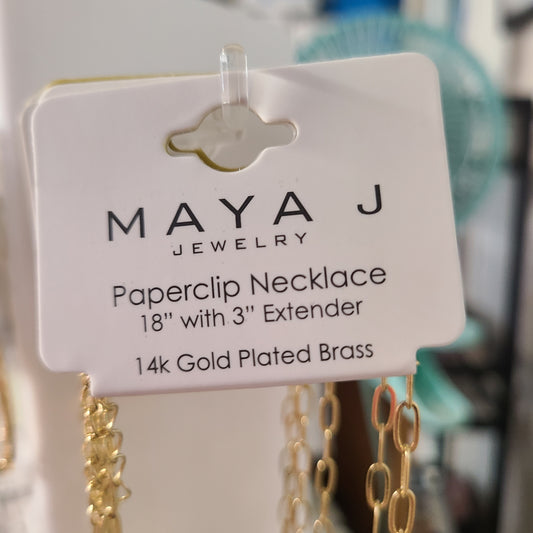 MAYA J
JEWELRY
Paperclip Necklace
18” with 3” Extender
14k Gold Plated Brass